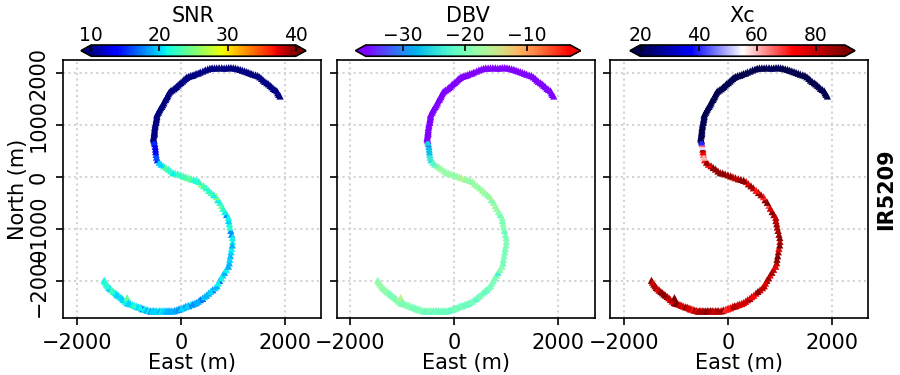 SNR DBV Xc
10 20 30 40 −30 −20 −10 20 40 60 80
2000
1000
0
−1000
−2000
North (m)
IR5209
−2000 0 2000 −2000 0 2000 −2000 0 2000
East (m) East (m) East (m)